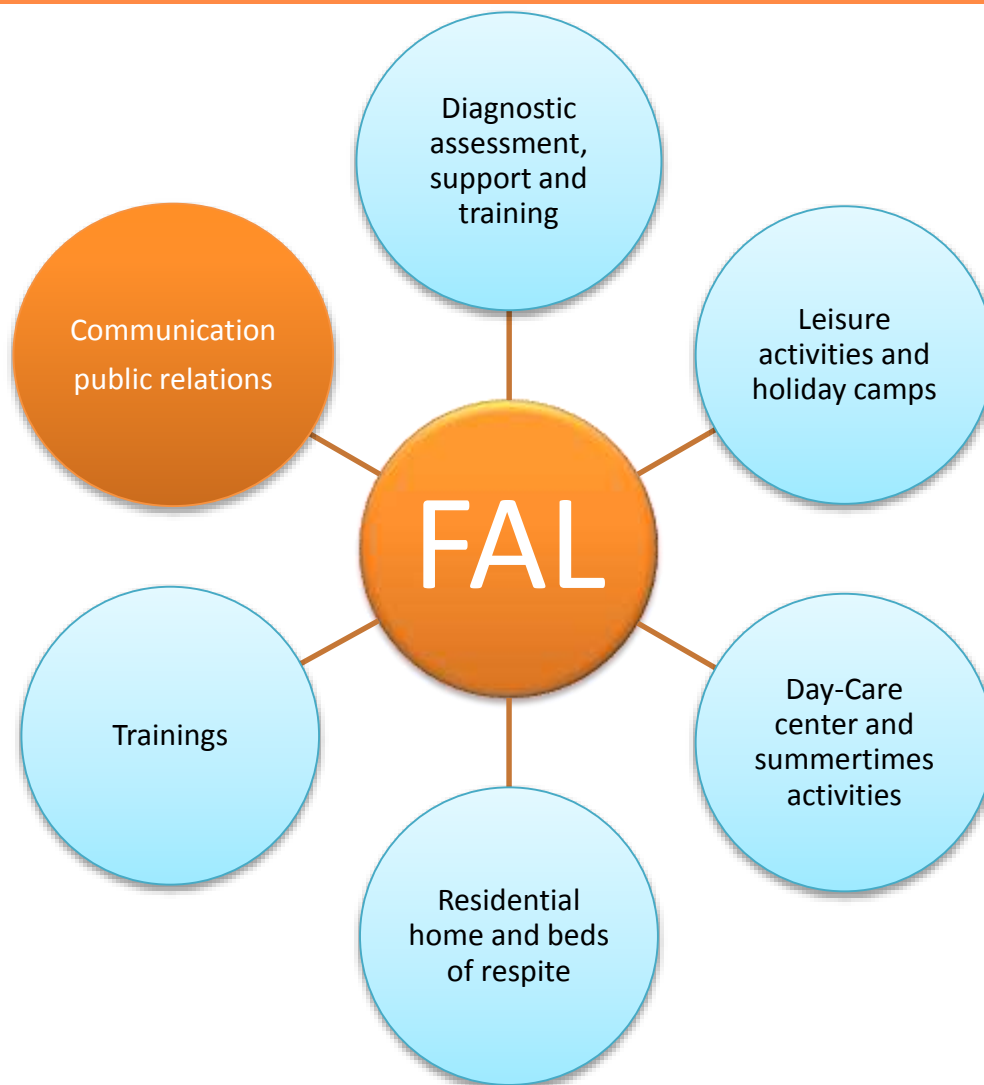 Diagnostic
assessment,
support and
training
Communication
public relations
Leisure
activities and
holiday camps
FAL
Trainings
Day-Care
center and
summertimes
activities
Residential
home and beds
of respite